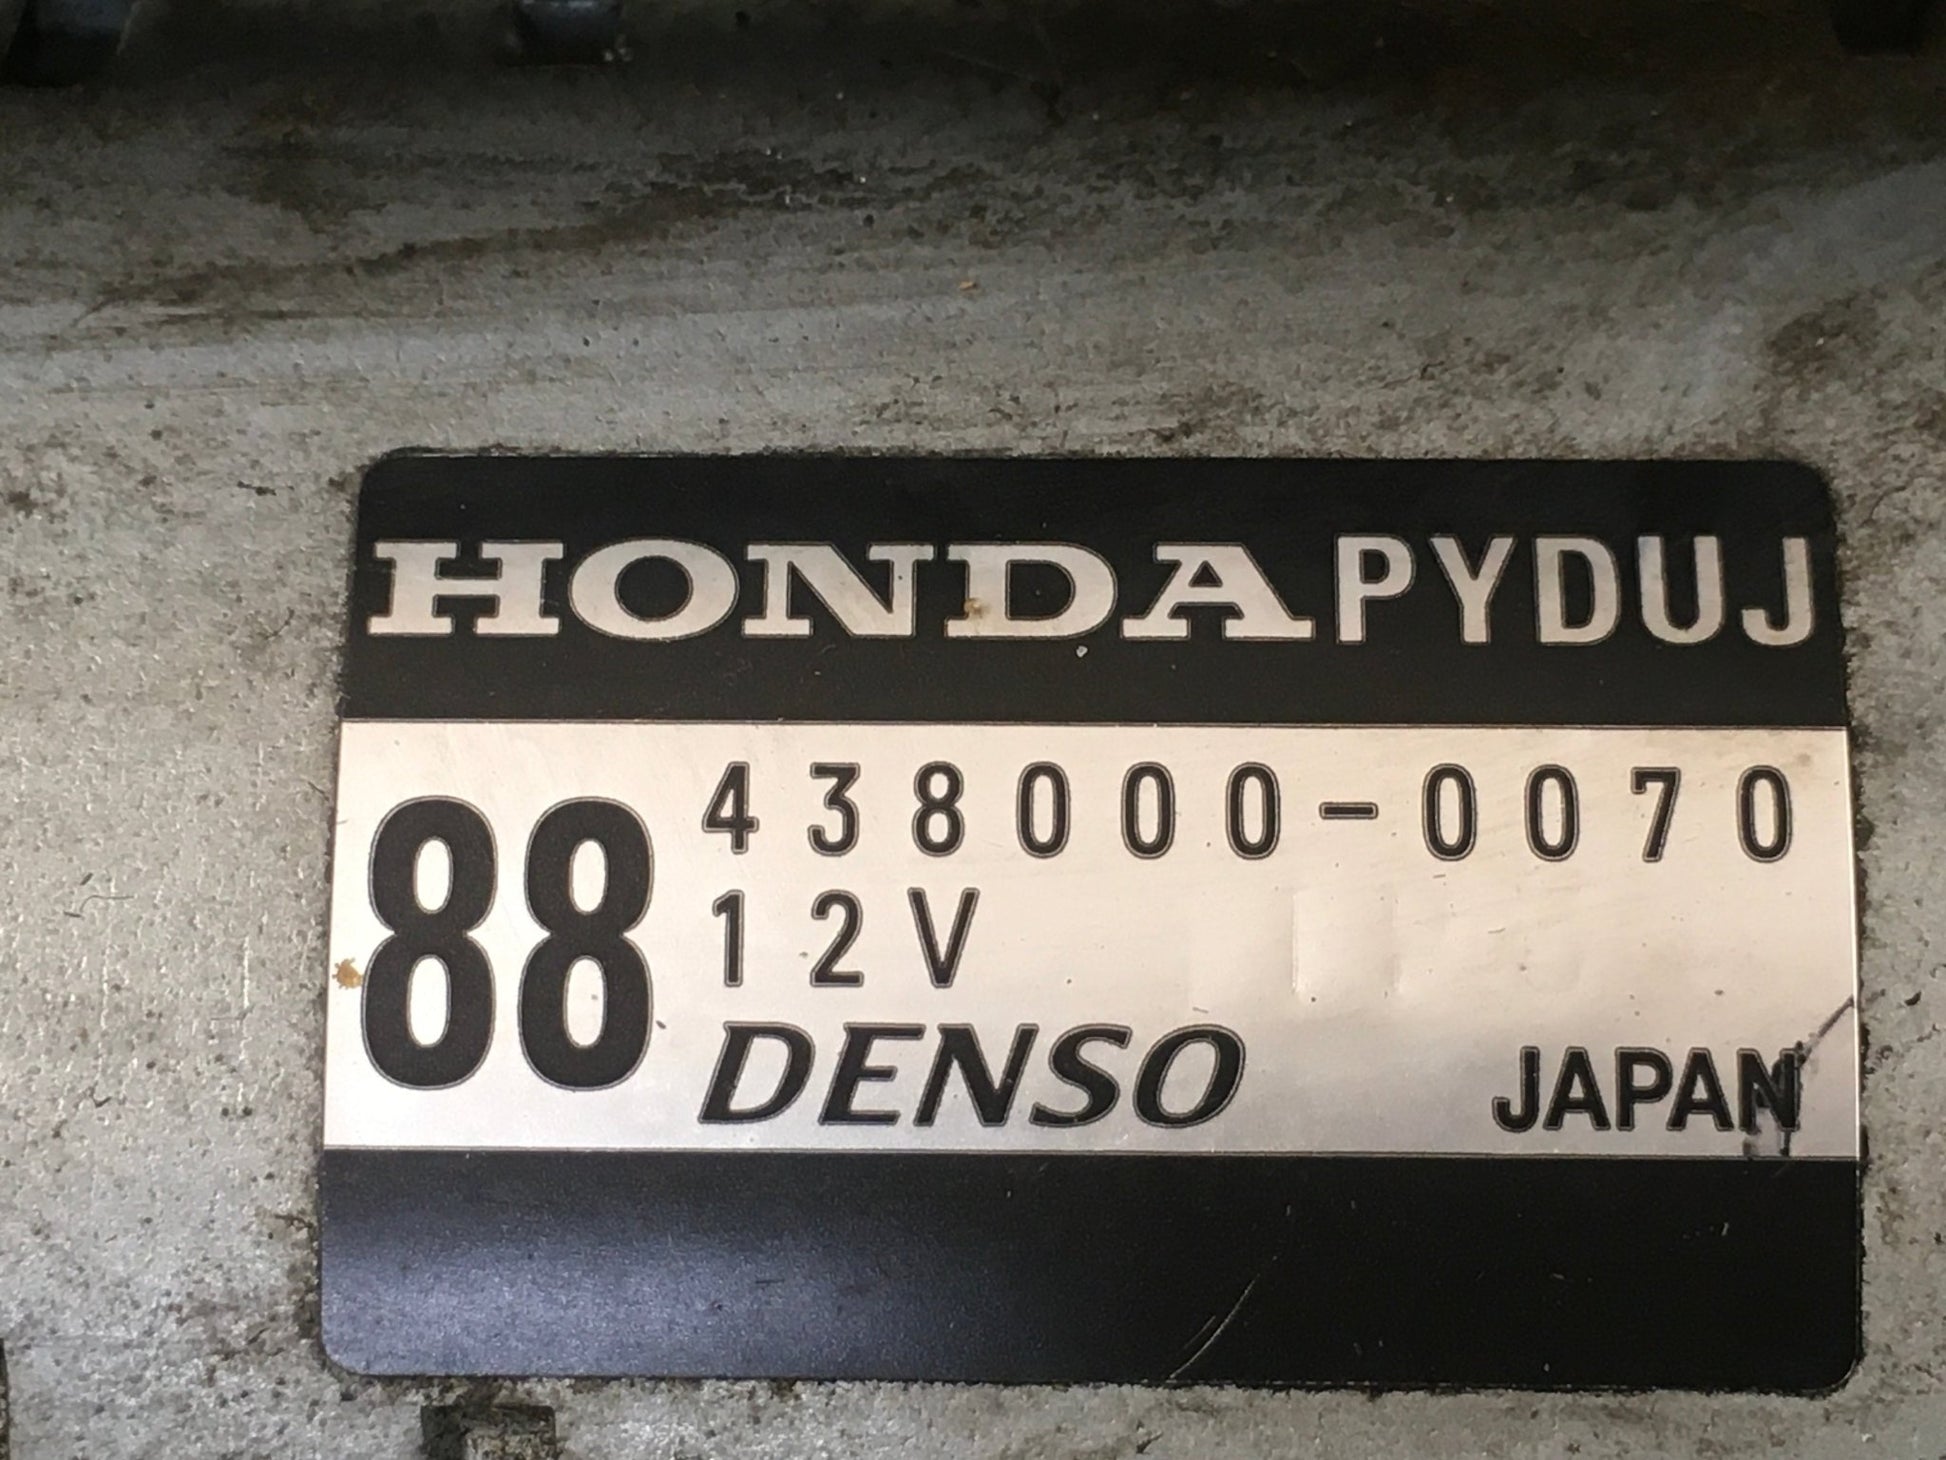 HONDA PYDUJ
88
438000-0070
12V
DENSO JAPAN